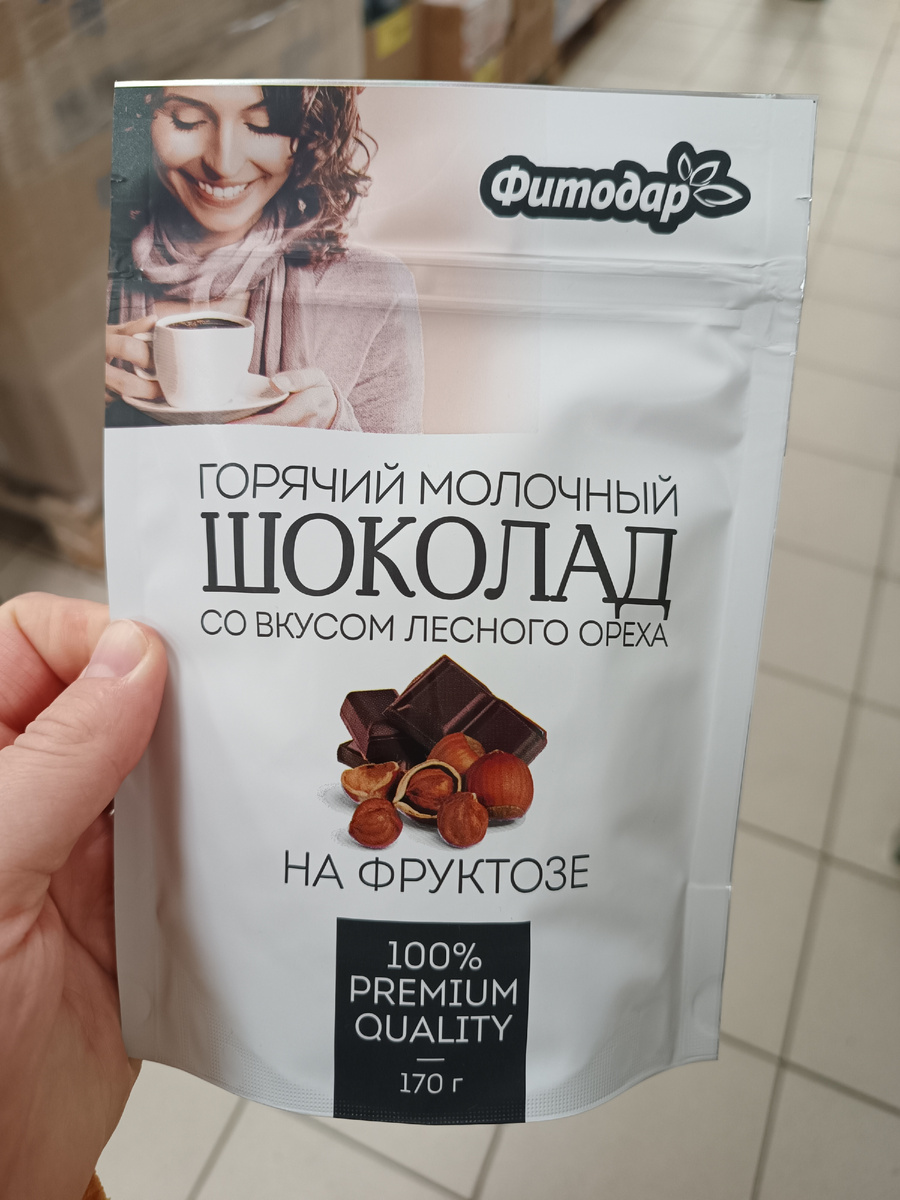 Фитодар
ГОРЯЧИЙ МОЛОЧНЫЙ
ШОКОЛАД
СО ВКУСОМ ЛЕСНОГО ОРЕХА
НА ФРУКТОЗЕ
100%
PREMIUM
QUALITY
170 г